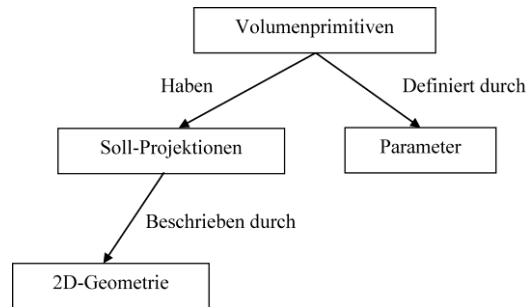 Volumenprimitiven
Haben
Definiert durch
Soll-Projektionen
Parameter
Beschrieben durch
2D-Geometrie